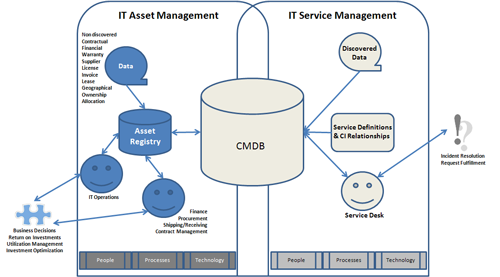 IT Asset Management
IT Service Management
Non discovered
Contractual
Financial
Warranty
Supplier
License
Invoice
Lease
Geographical
Ownership
Allocation
Data
Discovered
Data
Asset
Registry
CMDB
Service Definitions
& CI Relationships
Incident Resolution
Request Fulfillment
IT Operations
Service Desk
Finance
Procurement
Shipping/Receiving
Contract Management
Business Decisions
Return on Investments
Utilization Management
Investment Optimization
People
Processes
Technology
People
Processes
Technology